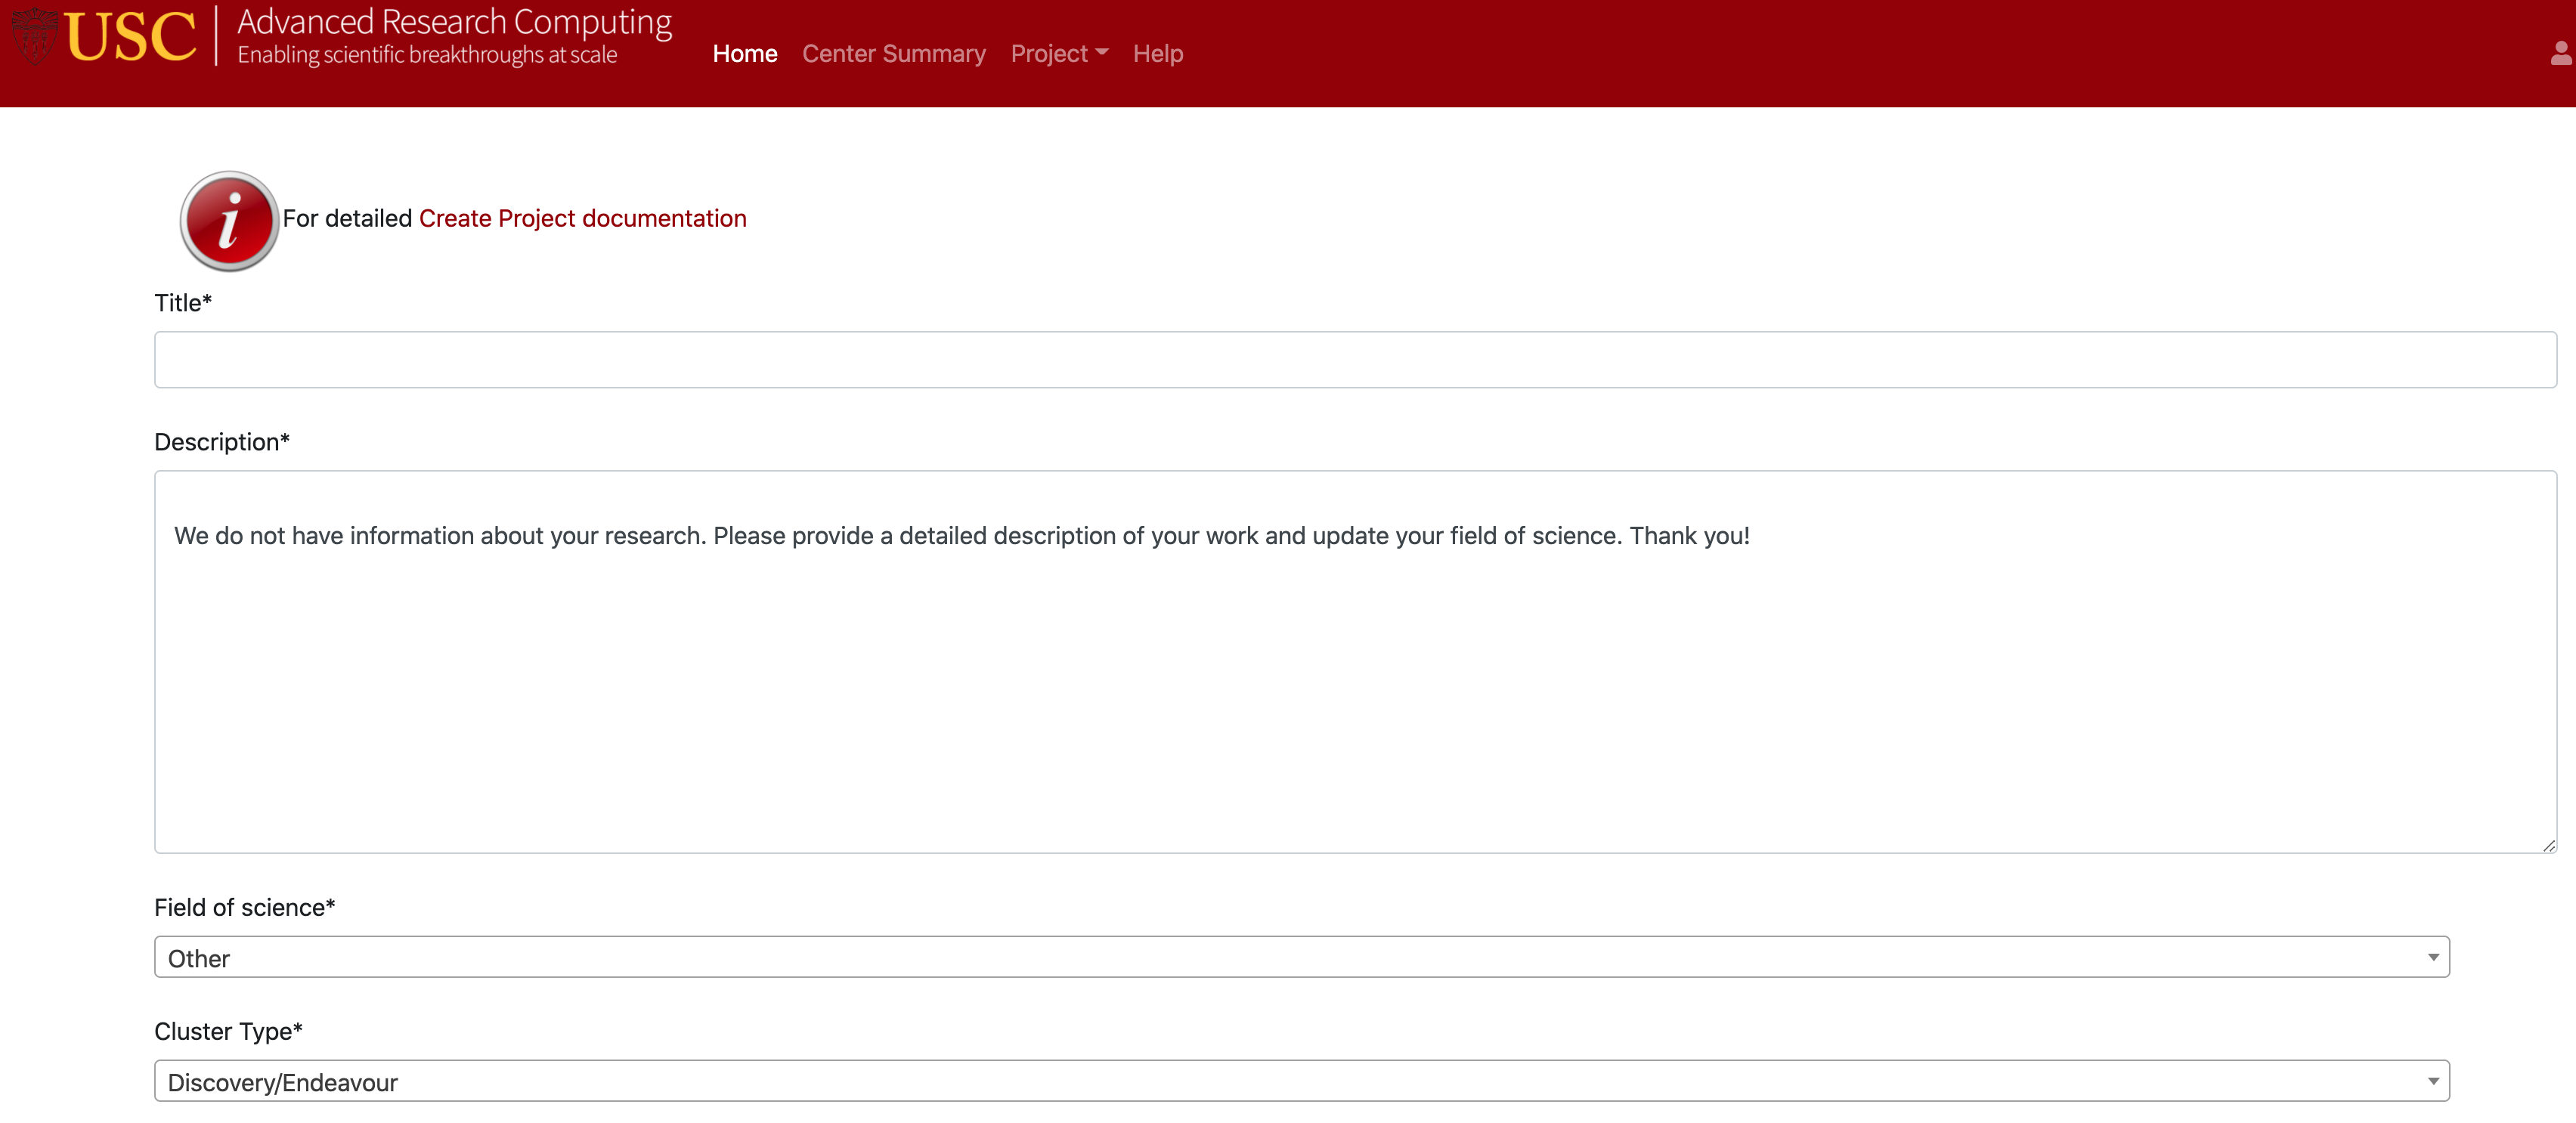 USC
Advanced Research Computing
Enabling scientific breakthroughs at scale
Home Center Summary Project Help
i
For detailed Create Project documentation
Title*
Description*
We do not have information about your research. Please provide a detailed description of your work and update your field of science. Thank you!
Field of science*
Other
Cluster Type*
Discovery/Endeavour